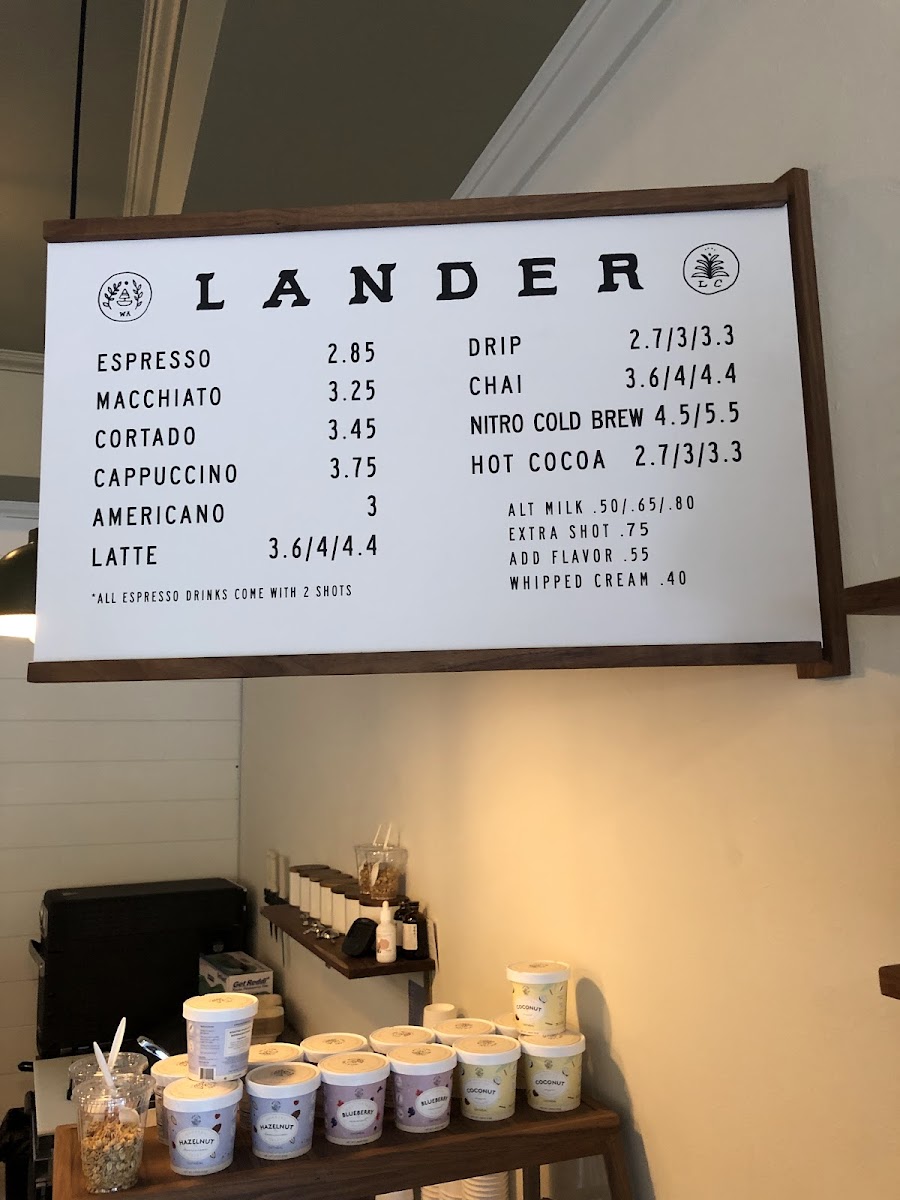 LANDER
WA
L C
ESPRESSO 2.85
MACCHIATO 3.25
CORTADO 3.45
CAPPUCCINO 3.75
AMERICANO 3
LATTE 3.6/4/4.4
*ALL ESPRESSO DRINKS COME WITH 2 SHOTS
DRIP 2.7/3/3.3
CHAI 3.6/4/4.4
NITRO COLD BREW 4.5/5.5
HOT COCOA 2.7/3/3.3
ALT MILK .50/.65/.80
EXTRA SHOT .75
ADD FLAVOR .55
WHIPPED CREAM .40
COCONUT
HAZELNUT
HAZELNUT
BLUEBERRY
BLUEBERRY
COCONUT
COCONUT